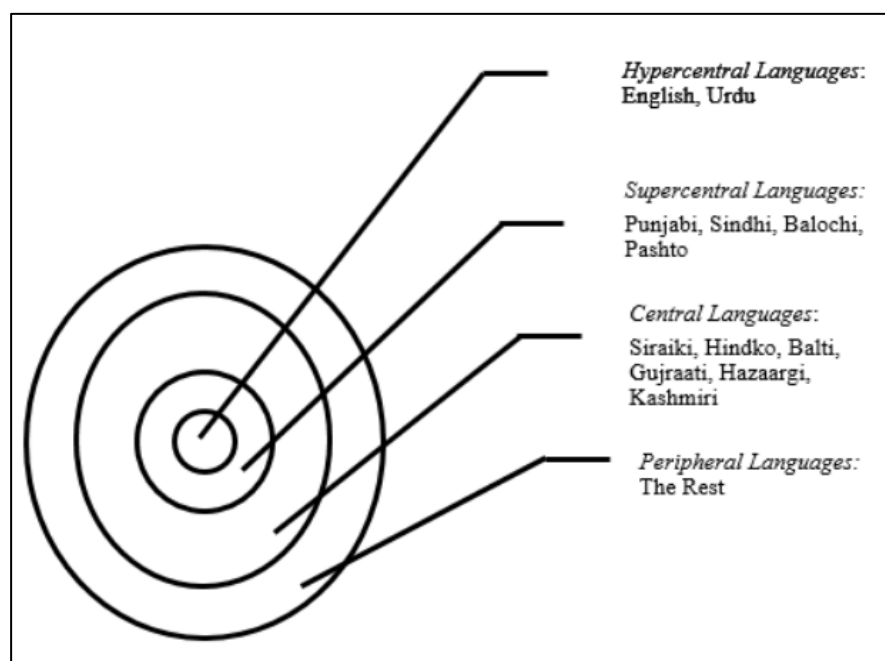 Hypercentral Languages:
English, Urdu
Supercentral Languages:
Punjabi, Sindhi, Balochi,
Pashto
Central Languages:
Siraiki, Hindko, Balti,
Gujraati, Hazaargi,
Kashmiri
Peripheral Languages:
The Rest